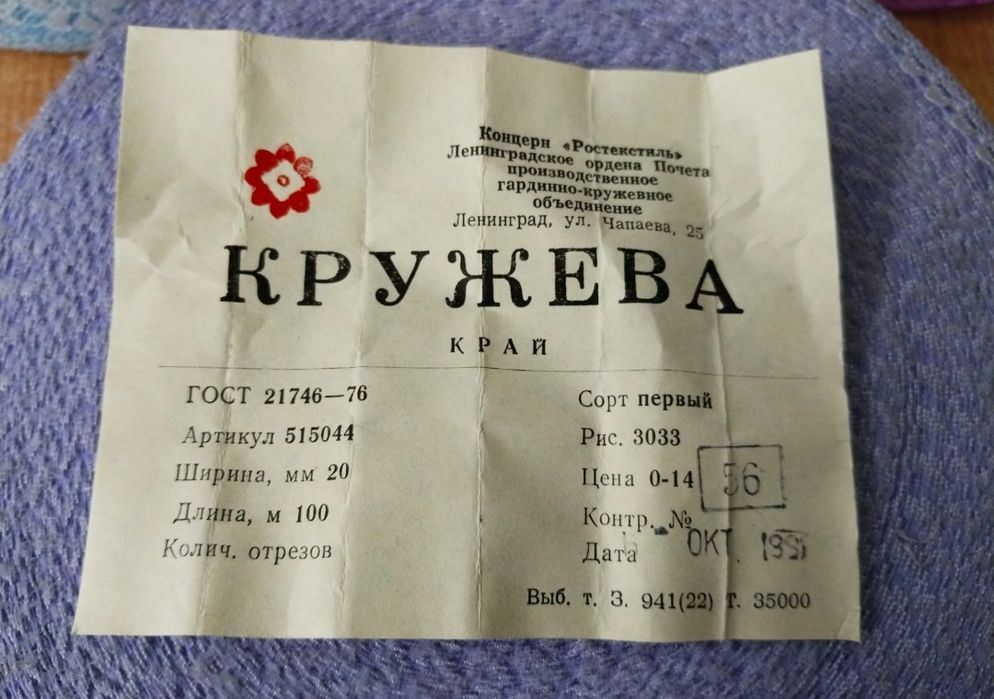 Концерн «Ростекстиль»
Ленинградское ордена Почета
производственное
гардинно-кружевное
объединение
Ленинград, ул. Чапаева, 25
КРУЖЕВА
КРАЙ
ГОСТ 21746—76
Артикул 515044
Ширина, мм 20
Длина, м 100
Колич. отрезов
Сорт первый
Рис. 3033
Цена 0-14
56
Контр. №
Дата ОКТ.
Выб. т. З. 941(22) т. 35000